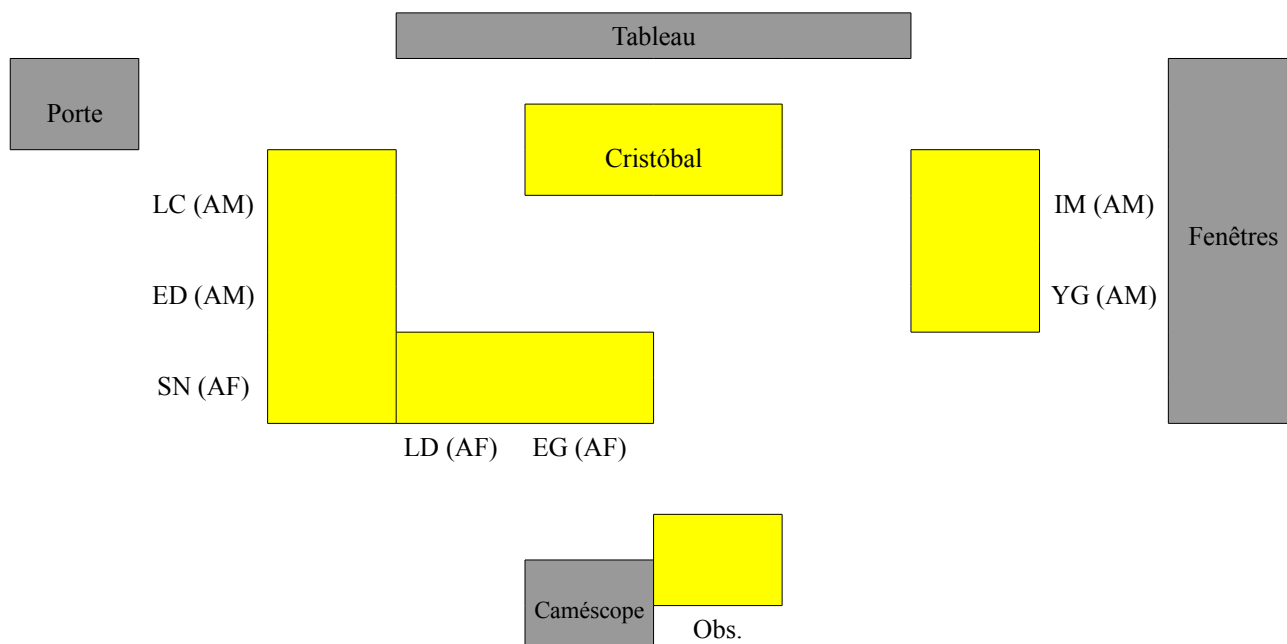 Tableau
Porte
Cristóbal
LC (AM)
IM (AM)
Fenêtres
ED (AM)
YG (AM)
SN (AF)
LD (AF)
EG (AF)
Caméscope
Obs.